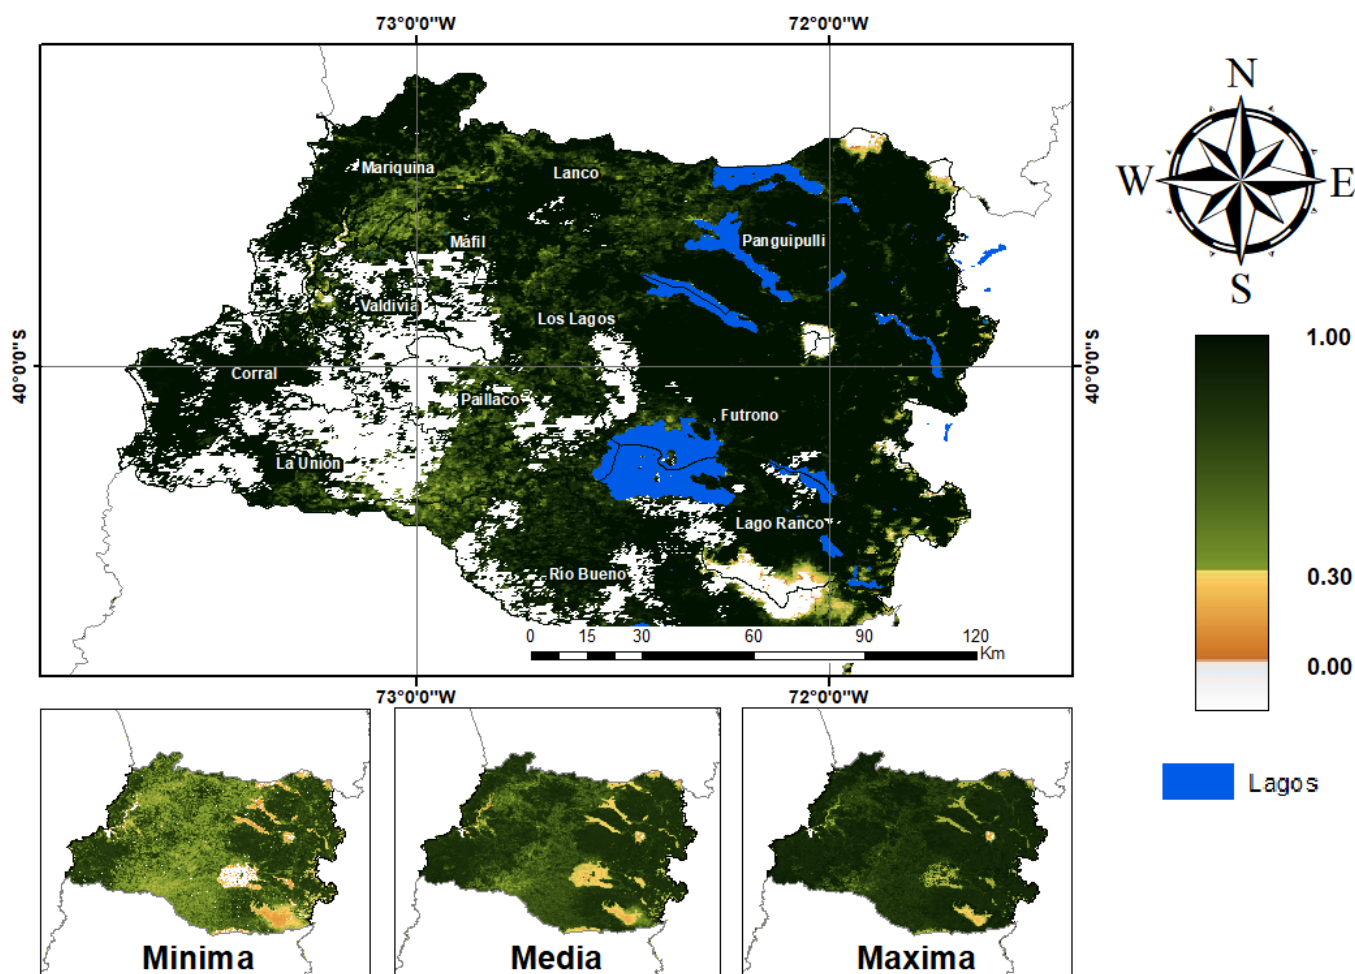 73°0'0"W
72°0'0"W
N
W
E
S
Mariquina
Lanco
Máfil
Panguipulli
Valdivia
Los Lagos
40°0'0"S
40°0'0"S
Corral
Paillaco
Futrono
La Unión
Lago Ranco
Río Bueno
0 15 30 60 90 120
Km
73°0'0"W
72°0'0"W
1.00
0.30
0.00
Lagos
Minima
Media
Maxima